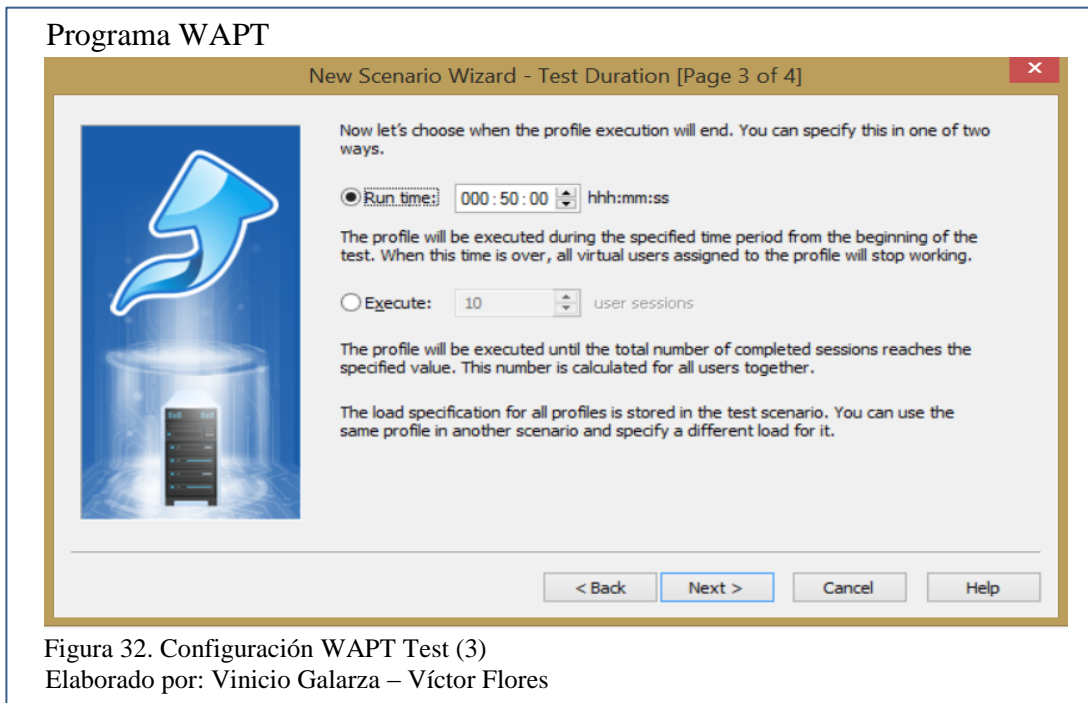 Programa WAPT
New Scenario Wizard - Test Duration [Page 3 of 4]
Now let's choose when the profile execution will end. You can specify this in one of two
ways.
Run time: 000:50:00 hhh:mm:ss
The profile will be executed during the specified time period from the beginning of the
test. When this time is over, all virtual users assigned to the profile will stop working.
Execute: 10 user sessions
The profile will be executed until the total number of completed sessions reaches the
specified value. This number is calculated for all users together.
The load specification for all profiles is stored in the test scenario. You can use the
same profile in another scenario and specify a different load for it.
< Back Next > Cancel Help
Figura 32. Configuración WAPT Test (3)
Elaborado por: Vinicio Galarza – Víctor Flores